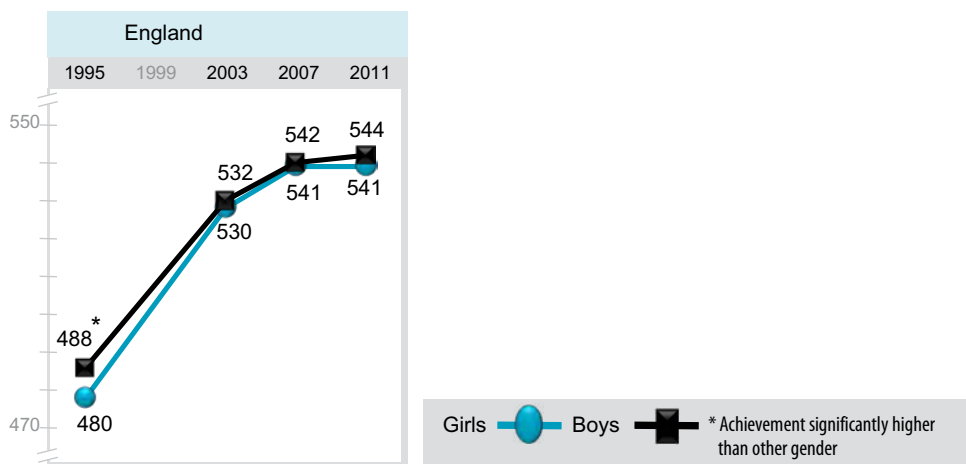 England
1995 1999 2003 2007 2011
550
542 544
532
541 541
530
488*
480
470
Girls Boys * Achievement significantly higher
than other gender